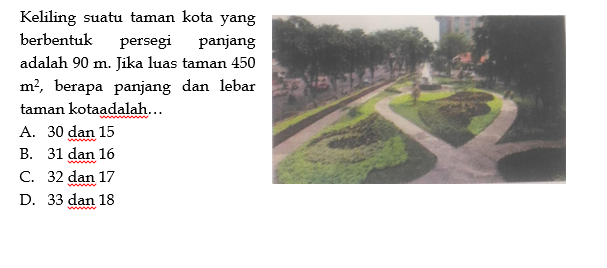 Keliling suatu taman kota yang
berbentuk persegi panjang
adalah 90 m. Jika luas taman 450
m², berapa panjang dan lebar
taman kotaadalah...
A. 30 dan 15
B. 31 dan 16
C. 32 dan 17
D. 33 dan 18